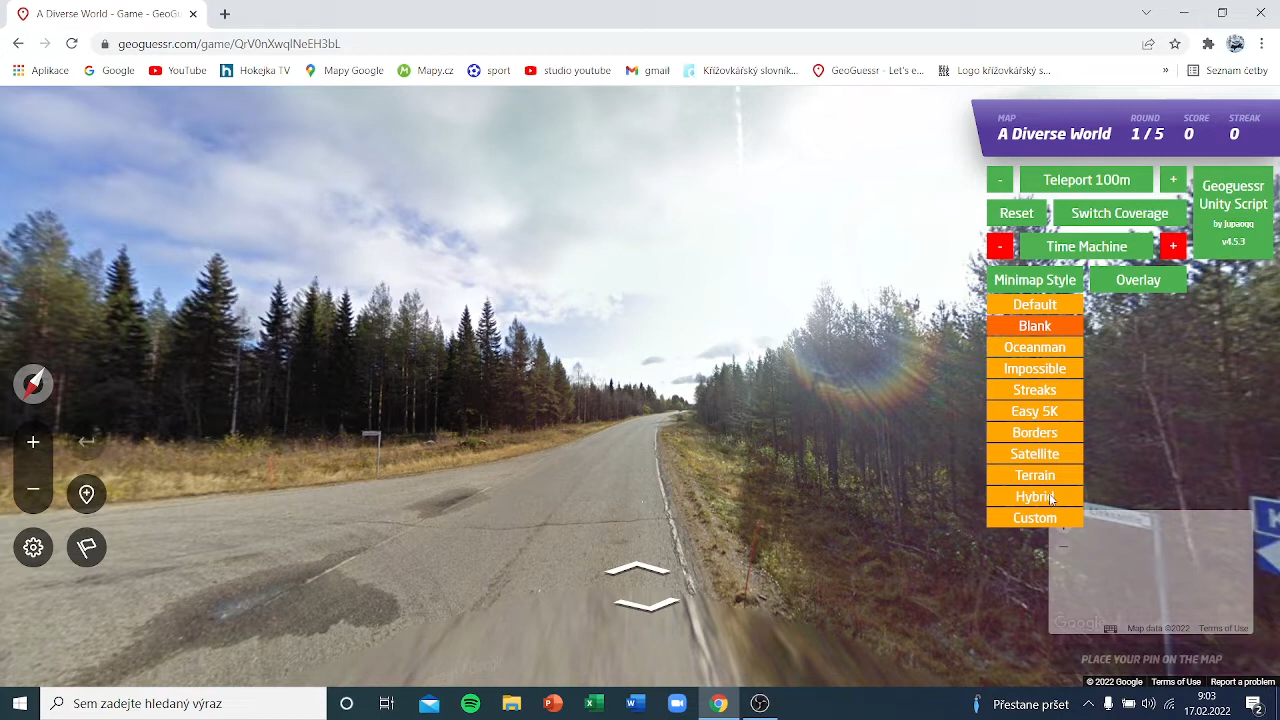 A Diverse World - Game - GeoGue
geoguessr.com/game/QrV0nXwqlNeEH3bL
Aplikace Google YouTube Hokejka TV Mapy Google Mapy.cz sport studio youtube gmail Křížovkářský slovník... GeoGuessr - Let's e... Logo křížovkářský s... » Seznam četby
MAP ROUND SCORE STREAK
A Diverse World 1 / 5 0 0
- Teleport 100m +
Geoguessr
Unity Script
by Jupaoqq
v4.5.3
Reset Switch Coverage
- Time Machine +
Minimap Style Overlay
Default
Blank
Oceanman
Impossible
Streaks
Easy 5K
Borders
Satellite
Terrain
Hybrid
Custom
Google Map data ©2022 Terms of Use
PLACE YOUR PIN ON THE MAP
© 2022 Google Terms of Use Report a problem
Sem zadejte hledaný výraz
Přestane pršet
9:03
17.02.2022
2